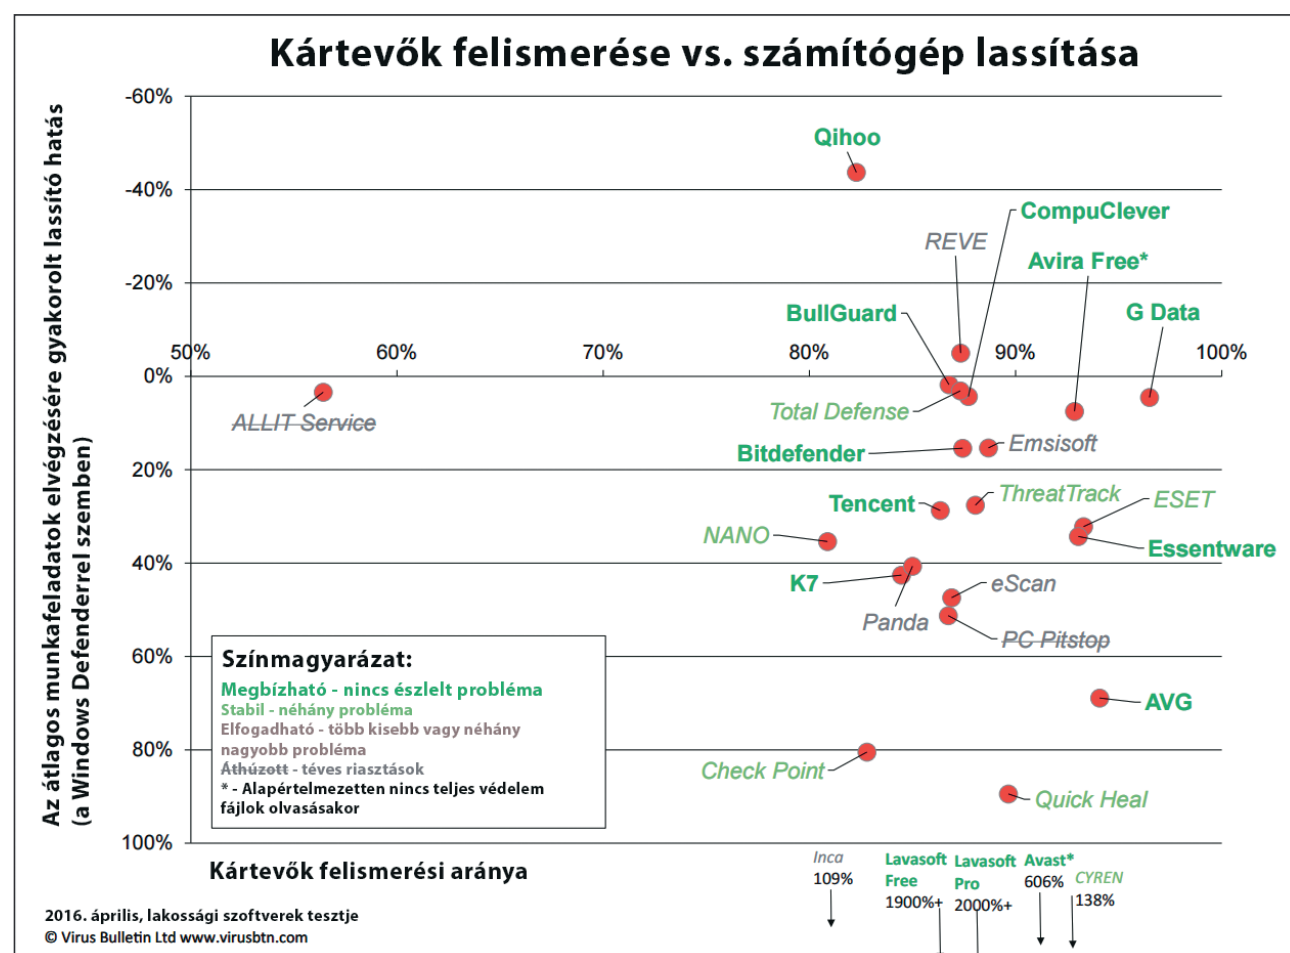 Kártevők felismerése vs. számítógép lassítása
Az átlagos munkafeladatok elvégzésére gyakorolt lassító hatás
(a Windows Defenderrel szemben)
-60%
-40%
-20%
0%
20%
40%
60%
80%
100%
50%
60%
70%
80%
90%
100%
Qihoo
CompuClever
REVE
Avira Free*
BullGuard
G Data
ALLIT Service
Total Defense
Bitdefender
Emsisoft
Tencent
ThreatTrack
ESET
NANO
Essentware
K7
eScan
Panda
PC Pitstop
AVG
Check Point
Quick Heal
Színmagyarázat:
Megbízható - nincs észlelt probléma
Stabil - néhány probléma
Elfogadható - több kisebb vagy néhány
nagyobb probléma
Áthúzott - téves riasztások
* - Alapértelmezetten nincs teljes védelem
fájlok olvasásakor
Kártevők felismerési aránya
Inca
109%
Lavasoft
Free
1900%+
Lavasoft
Pro
2000%+
Avast*
606%
CYREN
138%
2016. április, lakossági szoftverek tesztje
© Virus Bulletin Ltd www.virusbtn.com